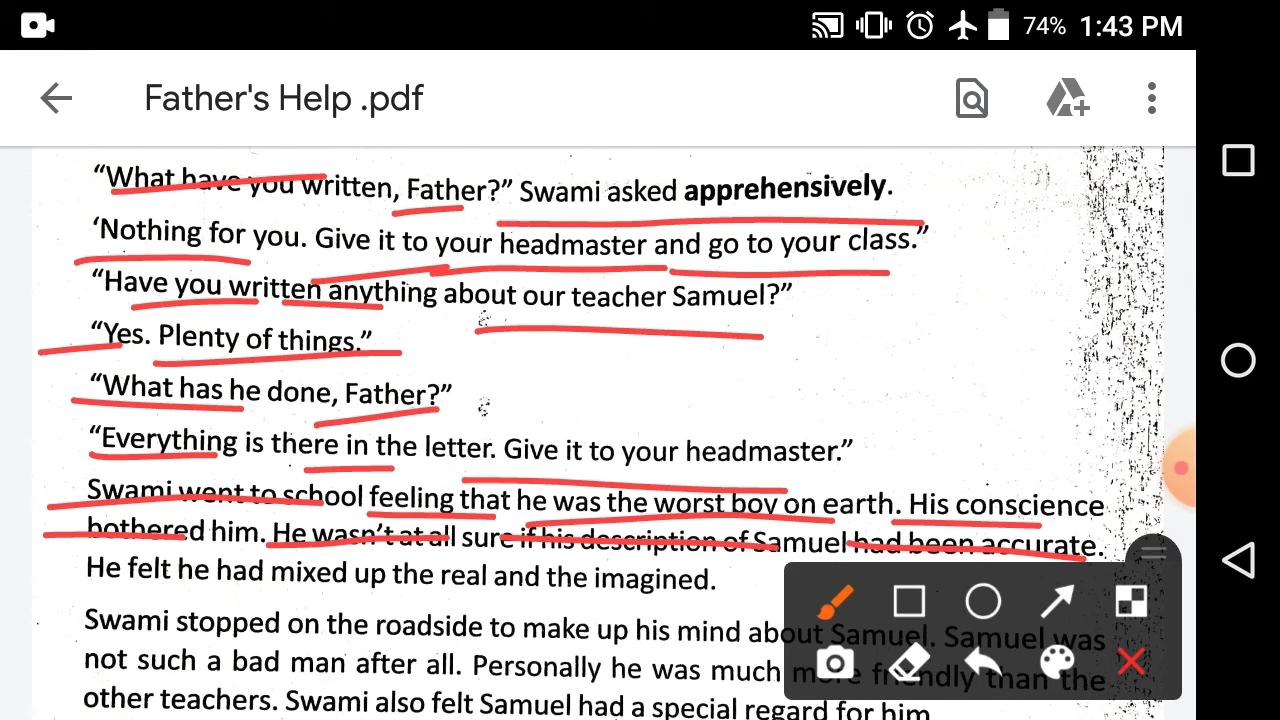 74% 1:43 PM
Father's Help .pdf
“What have you written, Father?” Swami asked apprehensively.
‘Nothing for you. Give it to your headmaster and go to your class.”
“Have you written anything about our teacher Samuel?”
“Yes. Plenty of things.”
“What has he done, Father?”
“Everything is there in the letter. Give it to your headmaster.”
Swami went to school feeling that he was the worst boy on earth. His conscience
bothered him. He wasn’t at all sure if his description of Samuel had been accurate.
He felt he had mixed up the real and the imagined.
Swami stopped on the roadside to make up his mind about Samuel. Samuel was
not such a bad man after all. Personally he was much more friendly than the
other teachers. Swami also felt Samuel had a special regard for him